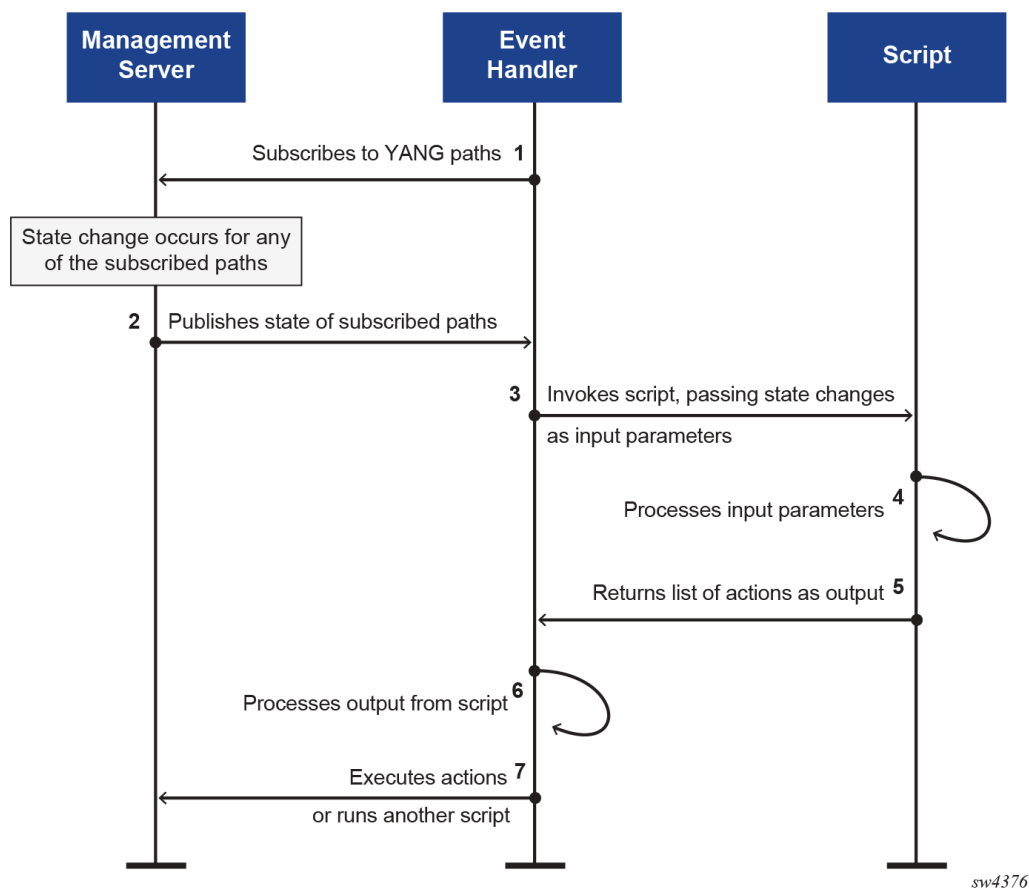 Management
Server
Event
Handler
Script
Subscribes to YANG paths 1
State change occurs for any
of the subscribed paths
2 Publishes state of subscribed paths
3 Invokes script, passing state changes
as input parameters
Processes input parameters 4
Returns list of actions as output 5
Processes output from script 6
Executes actions 7
or runs another script
sw4376